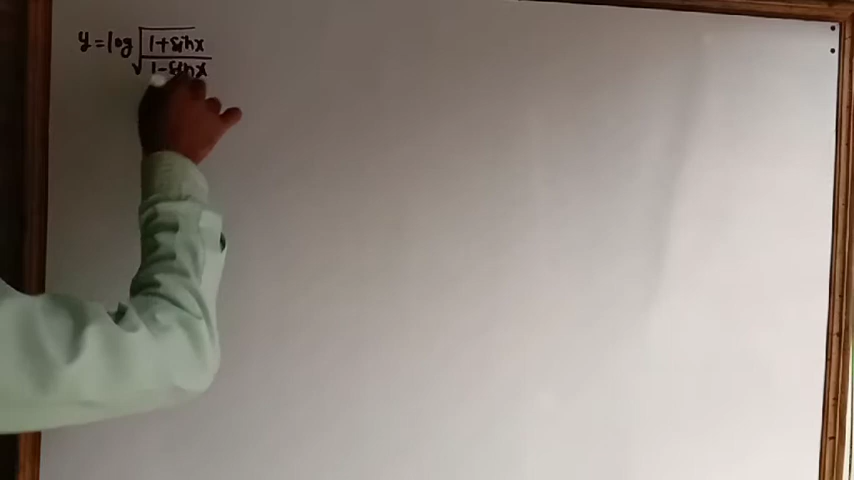 y = log √(1+sinx / 1-sinx)